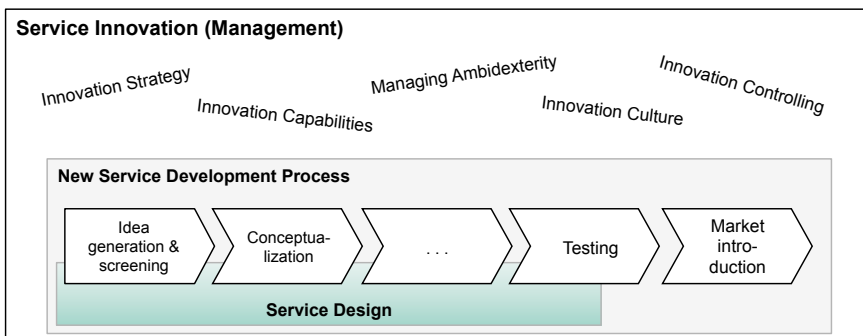 Service Innovation (Management)
Innovation Strategy
Innovation Capabilities
Managing Ambidexterity
Innovation Culture
Innovation Controlling
New Service Development Process
Idea
generation &
screening
Conceptua-
lization
. . .
Testing
Market
intro-
duction
Service Design